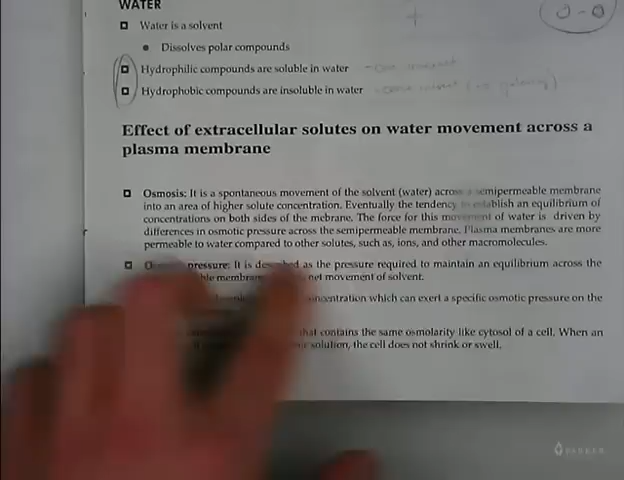 WATER
Water is a solvent
Dissolves polar compounds
Hydrophilic compounds are soluble in water
Hydrophobic compounds are insoluble in water
Effect of extracellular solutes on water movement across a
plasma membrane
Osmosis: It is a spontaneous movement of the solvent (water) across a semipermeable membrane
into an area of higher solute concentration. Eventually the tendency to establish an equilibrium of
concentrations on both sides of the mebrane. The force for this movement of water is driven by
differences in osmotic pressure across the semipermeable membrane. Plasma membranes are more
permeable to water compared to other solutes, such as, ions, and other macromolecules.
pressure: It is described as the pressure required to maintain an equilibrium across the
net movement of solvent.
concentration which can exert a specific osmotic pressure on the
that contains the same osmolarity like cytosol of a cell. When an
solution, the cell does not shrink or swell.